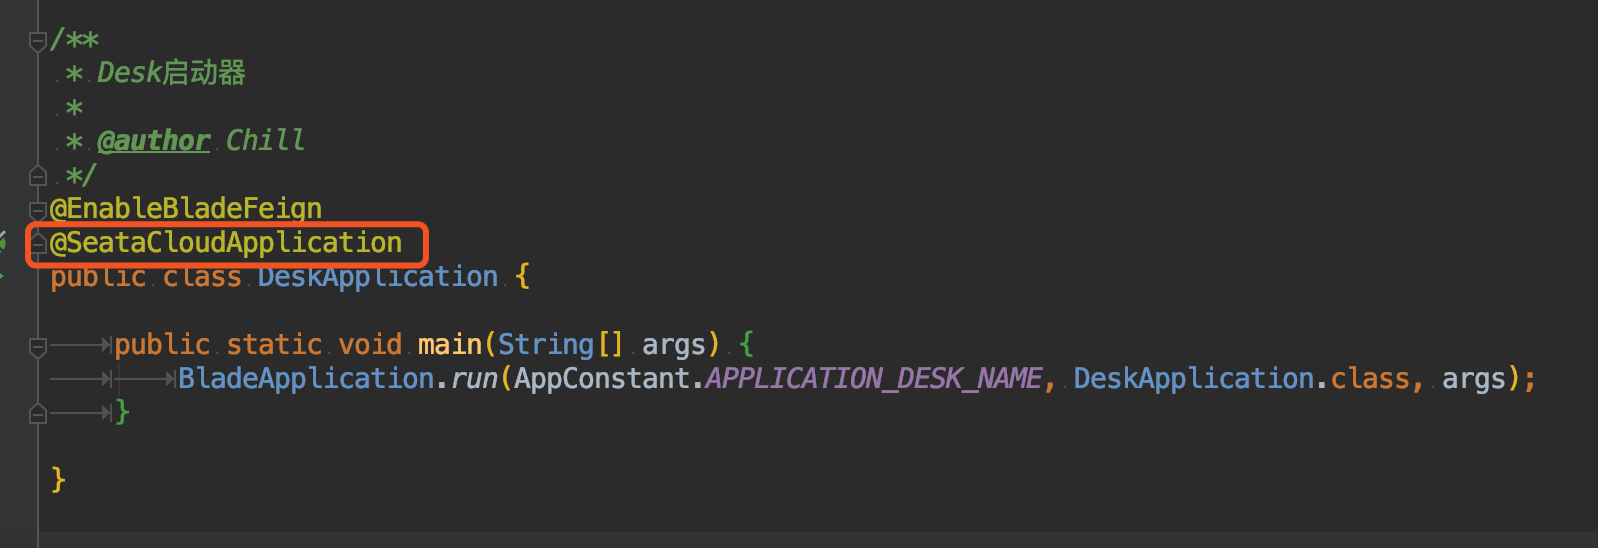 /**
* Desk启动器
*
* @author Chill
*/
@EnableBladeFeign
@SeataCloudApplication
public class DeskApplication {
public static void main(String[] args) {
BladeApplication.run(AppConstant.APPLICATION_DESK_NAME, DeskApplication.class, args);
}
}